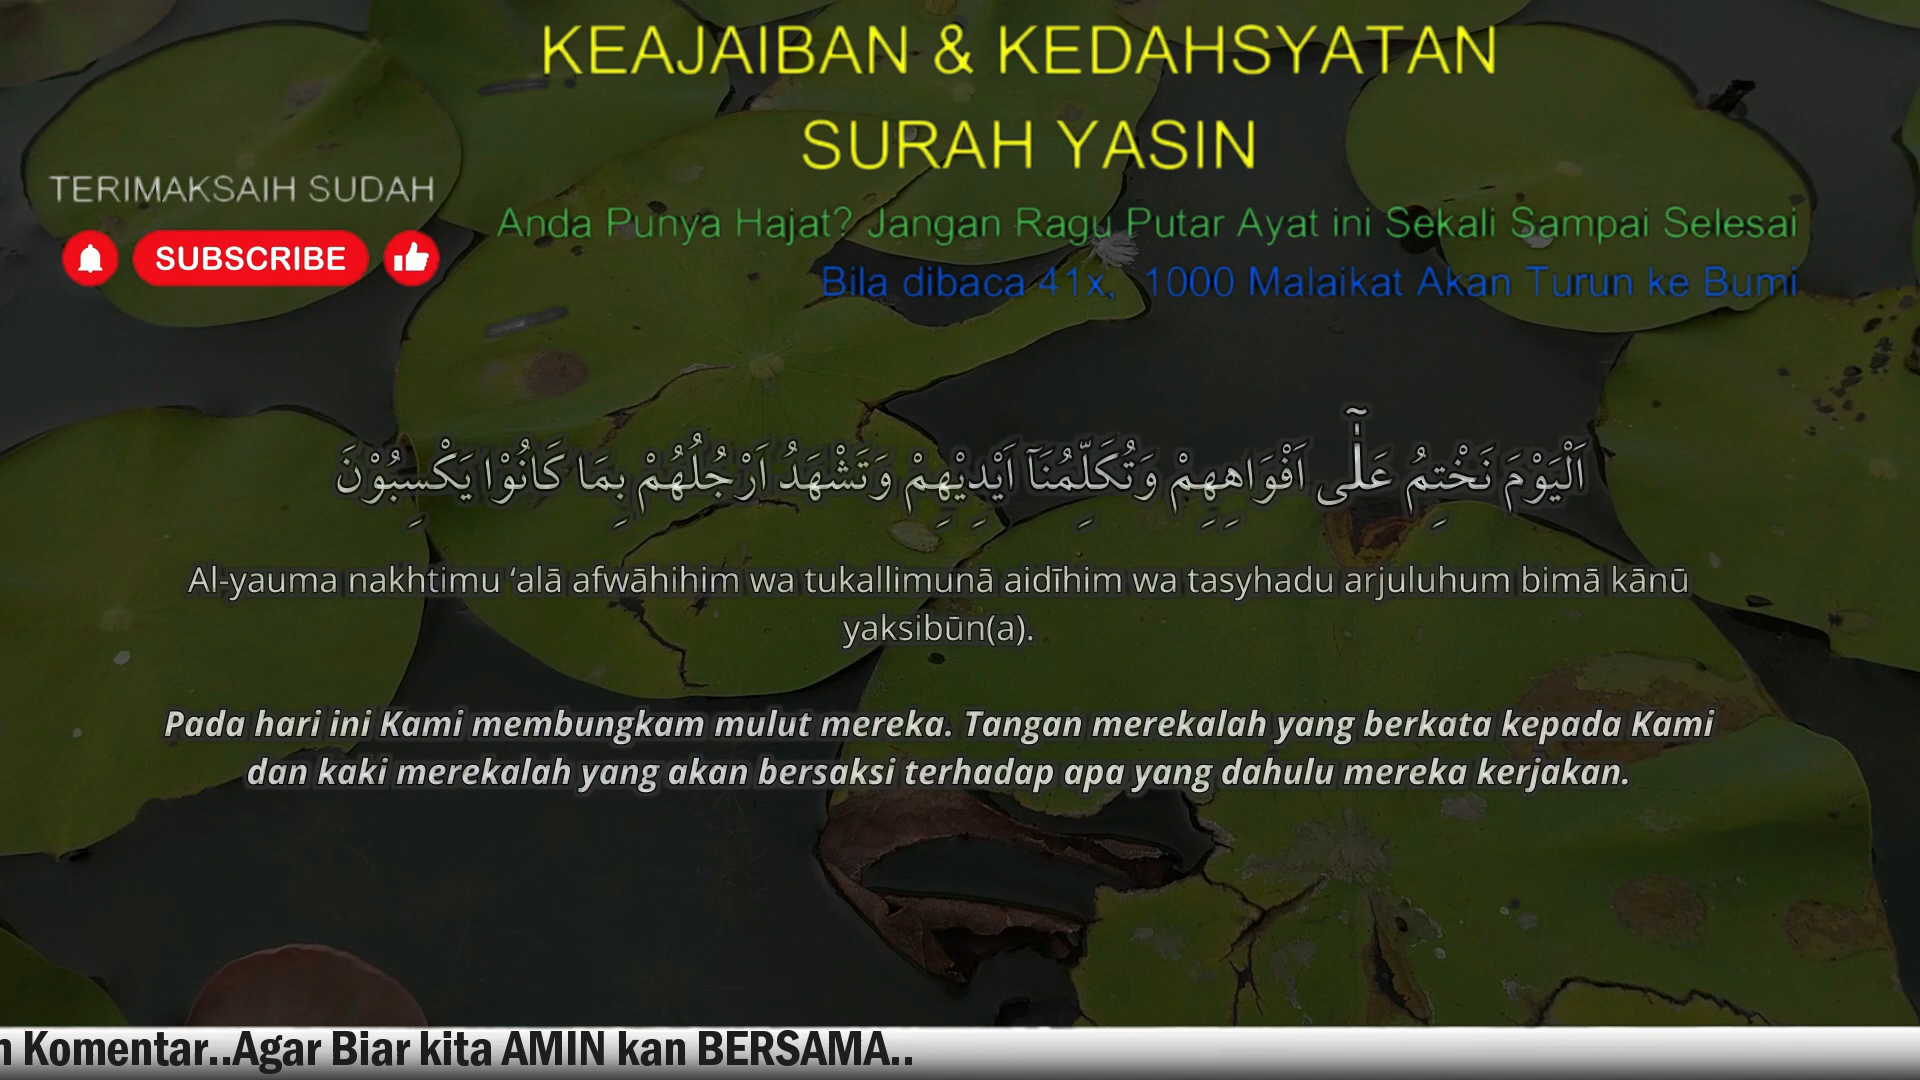 KEAJAIBAN & KEDAHSYATAN
SURAH YASIN
TERIMAKSAIH SUDAH
SUBSCRIBE
Anda Punya Hajat? Jangan Ragu Putar Ayat ini Sekali Sampai Selesai
Bila dibaca 41x, 1000 Malaikat Akan Turun ke Bumi
اَلْيَوْمَ نَخْتِمُ عَلٰٓى اَفْوَاهِهِمْ وَتُكَلِّمُنَآ اَيْدِيْهِمْ وَتَشْهَدُ اَرْجُلُهُمْ بِمَا كَانُوْا يَكْسِبُوْنَ
Al-yauma nakhtimu ‘alā afwāhihim wa tukallimunā aidīhim wa tasyhadu arjuluhum bimā kānū
yaksibūn(a).
Pada hari ini Kami membungkam mulut mereka. Tangan merekalah yang berkata kepada Kami
dan kaki merekalah yang akan bersaksi terhadap apa yang dahulu mereka kerjakan.
n Komentar..Agar Biar kita AMIN kan BERSAMA..